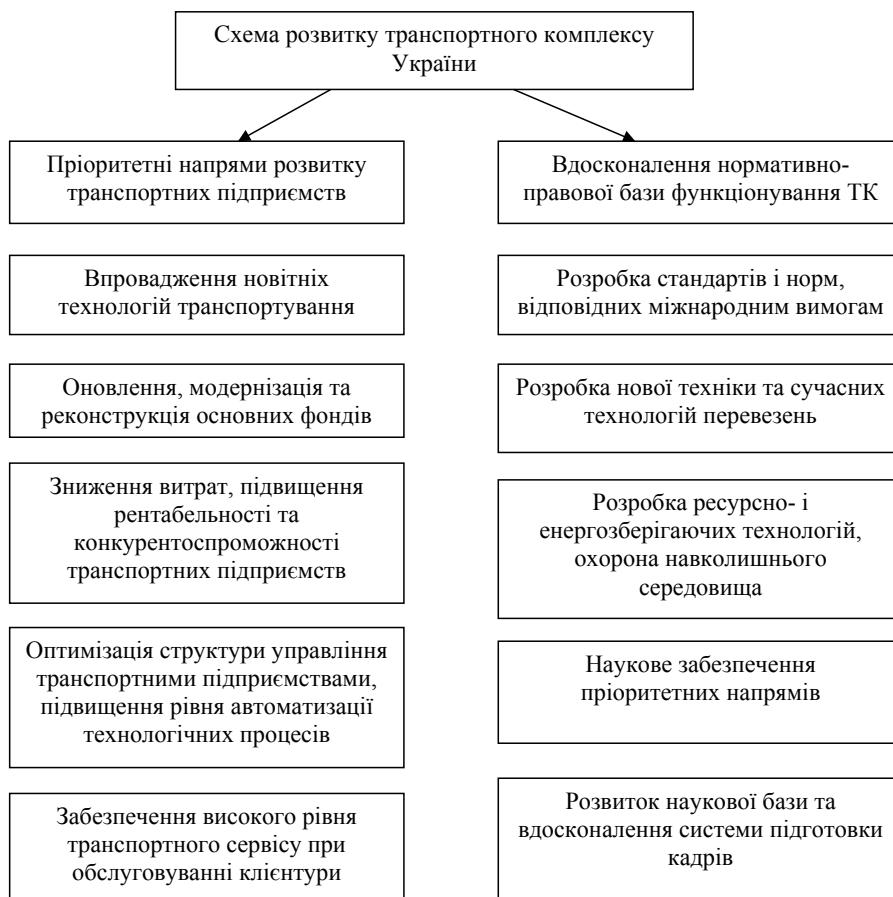 Схема розвитку транспортного комплексу
України
Пріоритетні напрями розвитку
транспортних підприємств
Впровадження новітніх
технологій транспортування
Оновлення, модернізація та
реконструкція основних фондів
Зниження витрат, підвищення
рентабельності та
конкурентоспроможності
транспортних підприємств
Оптимізація структури управління
транспортними підприємствами,
підвищення рівня автоматизації
технологічних процесів
Забезпечення високого рівня
транспортного сервісу при
обслуговуванні клієнтури
Вдосконалення нормативно-
правової бази функціонування ТК
Розробка стандартів і норм,
відповідних міжнародним вимогам
Розробка нової техніки та сучасних
технологій перевезень
Розробка ресурсно- і
енергозберігаючих технологій,
охорона навколишнього
середовища
Наукове забезпечення
пріоритетних напрямів
Розвиток наукової бази та
вдосконалення системи підготовки
кадрів